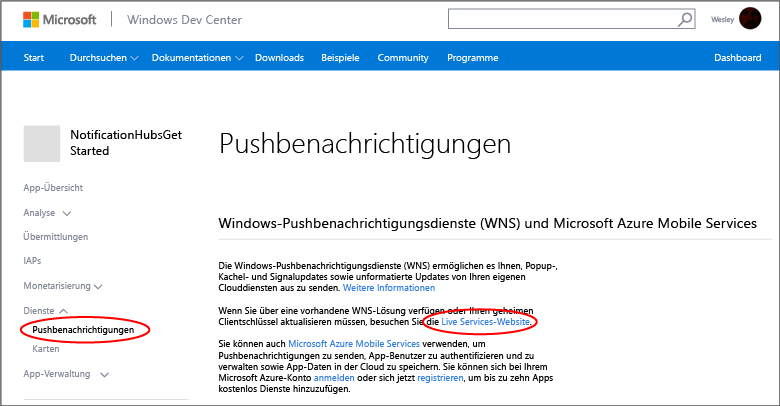 Microsoft
Windows Dev Center
Wesley
Start
Durchsuchen
Dokumentationen
Downloads
Beispiele
Community
Programme
Dashboard
NotificationHubsGet
Started
App-Übersicht
Analyse
Übermittlungen
IAPs
Monetarisierung
Dienste
Pushbenachrichtigungen
Karten
App-Verwaltung
Pushbenachrichtigungen
Windows-Pushbenachrichtigungsdienste (WNS) und Microsoft Azure Mobile Services
Die Windows-Pushbenachrichtigungsdienste (WNS) ermöglichen es Ihnen, Popup-,
Kachel- und Signalupdates sowie unformatierte Updates von Ihren eigenen
Clouddiensten aus zu senden. Weitere Informationen
Wenn Sie über eine vorhandene WNS-Lösung verfügen oder Ihren geheimen
Clientschlüssel aktualisieren müssen, besuchen Sie die Live Services-Website.
Sie können auch Microsoft Azure Mobile Services verwenden, um
Pushbenachrichtigungen zu senden, App-Benutzer zu authentifizieren und zu
verwalten sowie App-Daten in der Cloud zu speichern. Sie können sich bei Ihrem
Microsoft Azure-Konto anmelden oder sich jetzt registrieren, um bis zu zehn Apps
kostenlos Dienste hinzuzufügen.